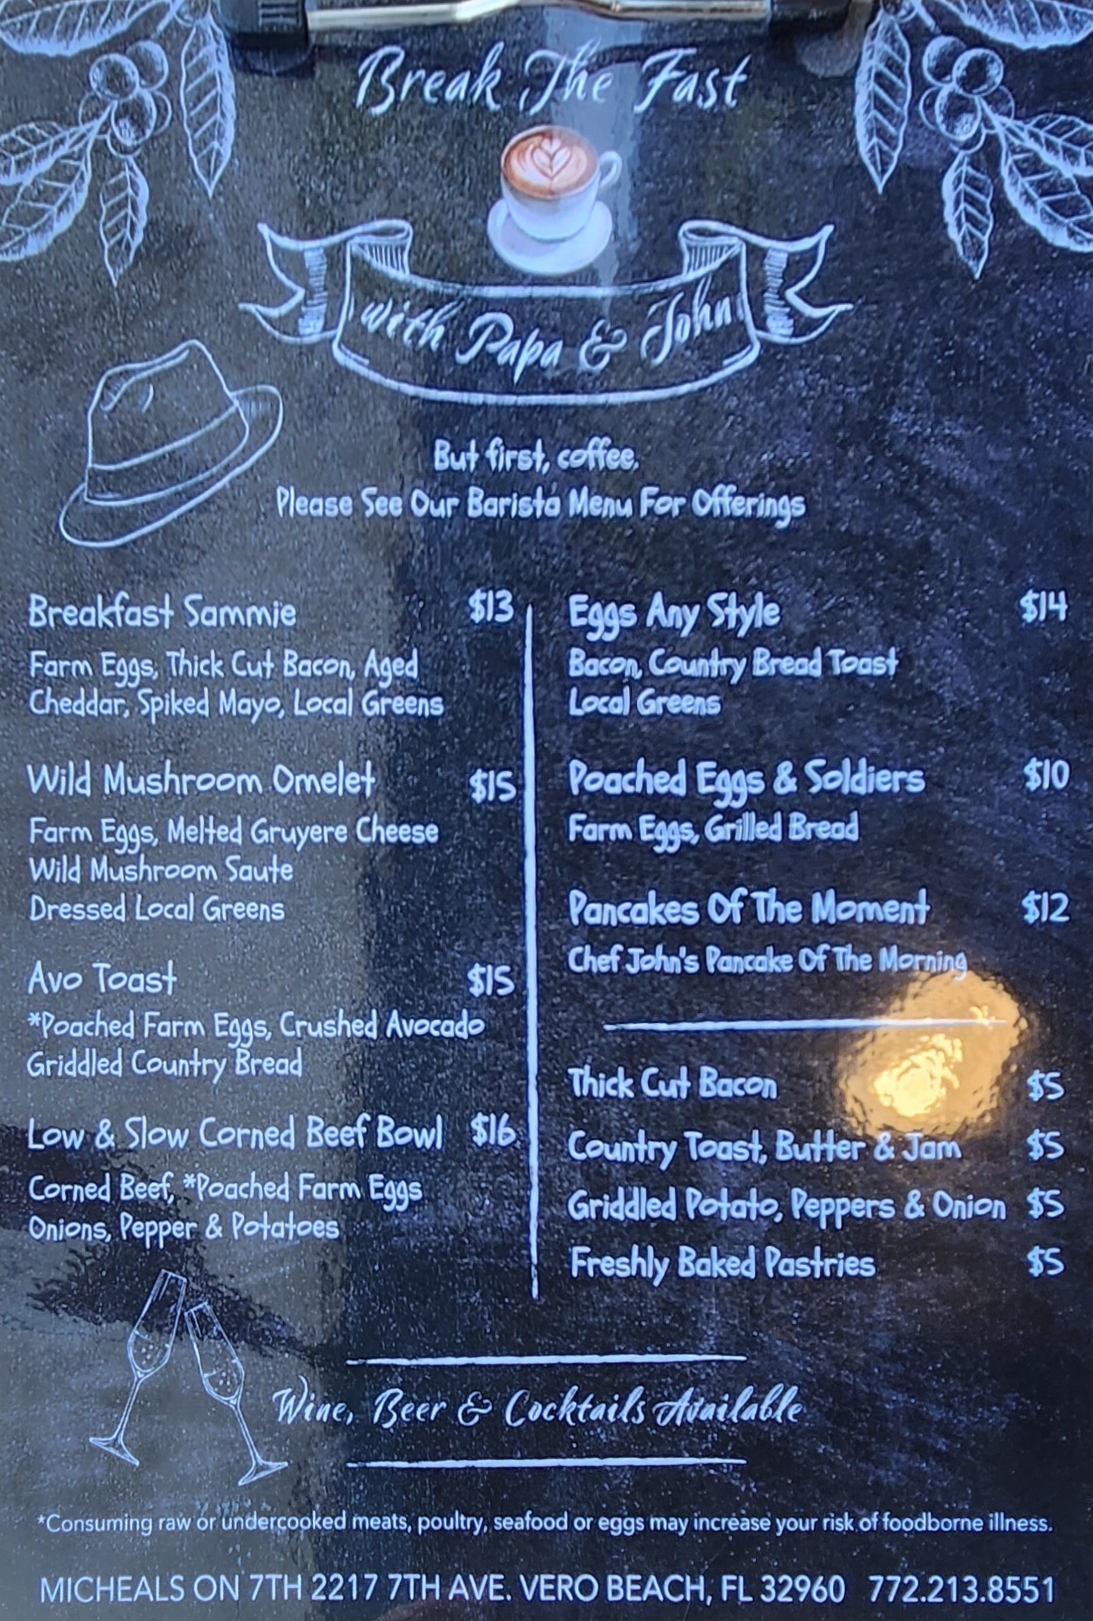 Break The Fast
with Papa & John
But first, coffee.
Please See Our Barista Menu For Offerings
Breakfast Sammie $13
Farm Eggs, Thick Cut Bacon, Aged
Cheddar, Spiked Mayo, Local Greens
Wild Mushroom Omelet $15
Farm Eggs, Melted Gruyere Cheese
Wild Mushroom Saute
Dressed Local Greens
Avo Toast $15
*Poached Farm Eggs, Crushed Avocado
Griddled Country Bread
Low & Slow Corned Beef Bowl $16
Corned Beef, *Poached Farm Eggs
Onions, Pepper & Potatoes
Eggs Any Style $14
Bacon, Country Bread Toast
Local Greens
Poached Eggs & Soldiers $10
Farm Eggs, Grilled Bread
Pancakes Of The Moment $12
Chef John's Pancake Of The Morning
Thick Cut Bacon $5
Country Toast, Butter & Jam $5
Griddled Potato, Peppers & Onion $5
Freshly Baked Pastries $5
Wine, Beer & Cocktails Available
*Consuming raw or undercooked meats, poultry, seafood or eggs may increase your risk of foodborne illness.
MICHEALS ON 7TH 2217 7TH AVE. VERO BEACH, FL 32960 772.213.8551